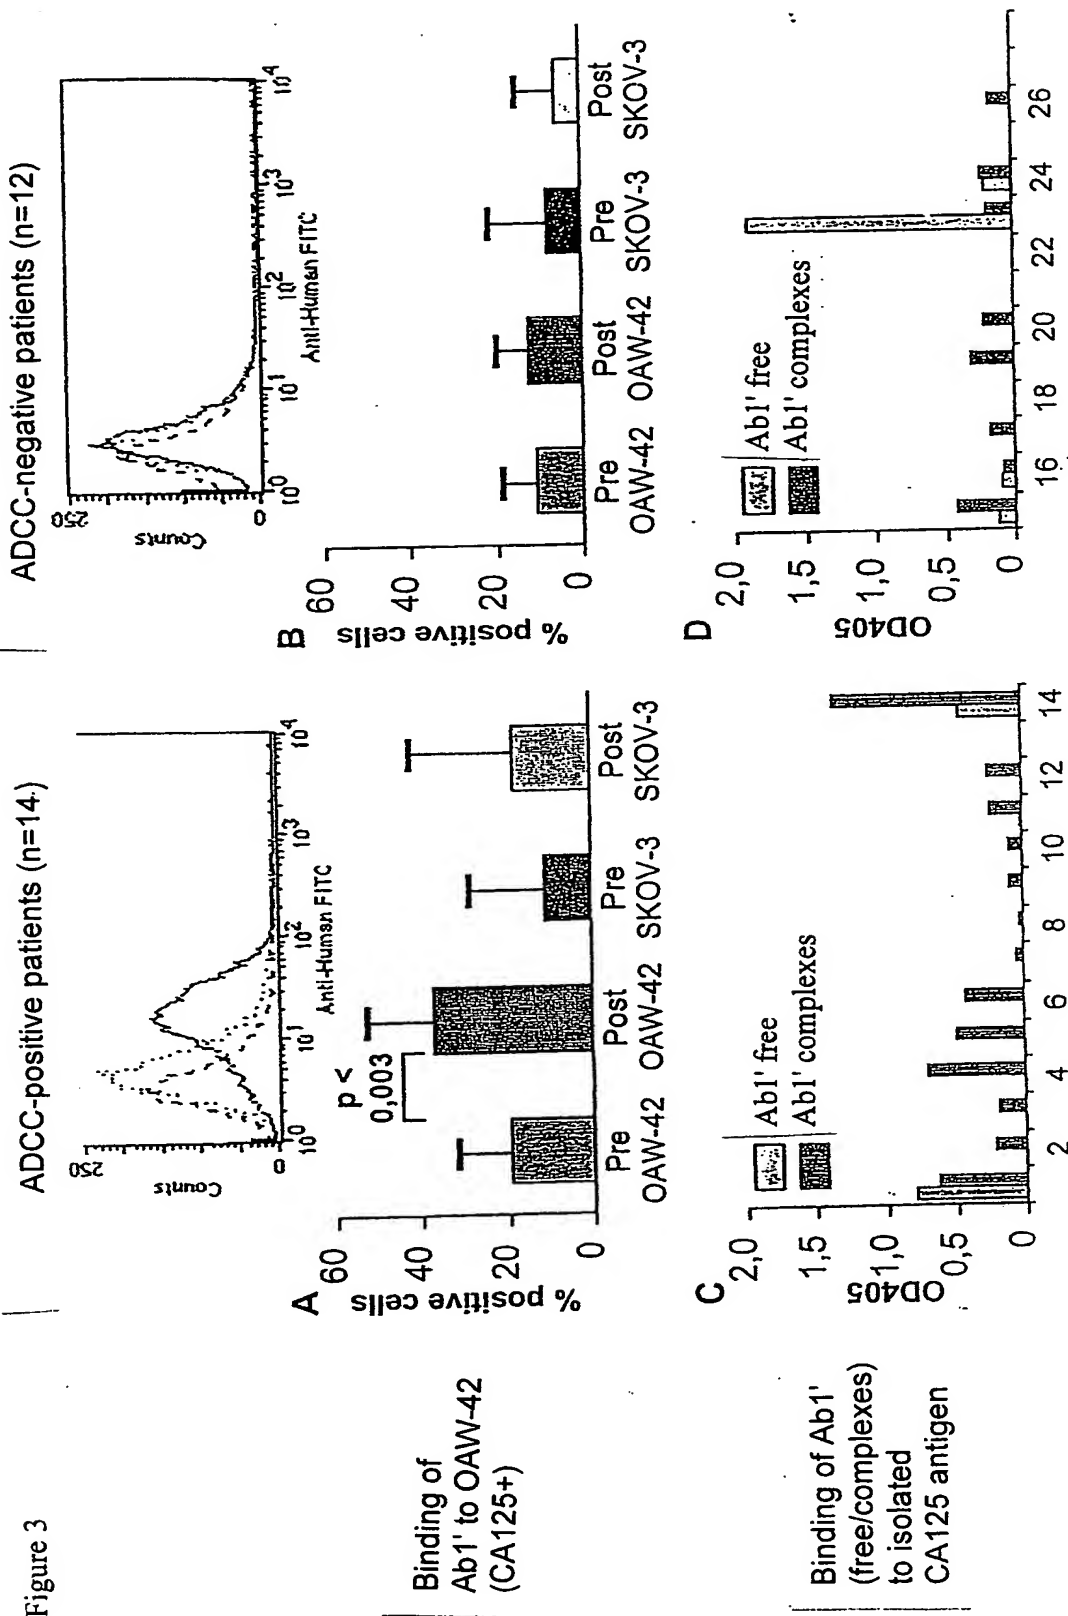 Figure 3
ADCC-positive patients (n=14)
ADCC-negative patients (n=12)
250
Counts
0
10^0 10^1 10^2 10^3 10^4
Anti-Human FITC
250
Counts
0
10^0 10^1 10^2 10^3 10^4
Anti-Human FITC
Binding of
Ab1' to OAW-42
(CA125+)
A
% positive cells
60
40
20
0
p <
0,003
Pre Post Pre Post
OAW-42 OAW-42 SKOV-3 SKOV-3
B
% positive cells
60
40
20
0
Pre Post Pre Post
OAW-42 OAW-42 SKOV-3 SKOV-3
Binding of Ab1'
(free/complexes)
to isolated
CA125 antigen
C
OD405
2,0
1,5
1,0
0,5
0
Ab1' free
Ab1' complexes
2 4 6 8 10 12 14
D
OD405
2,0
1,5
1,0
0,5
0
Ab1' free
Ab1' complexes
16 18 20 22 24 26